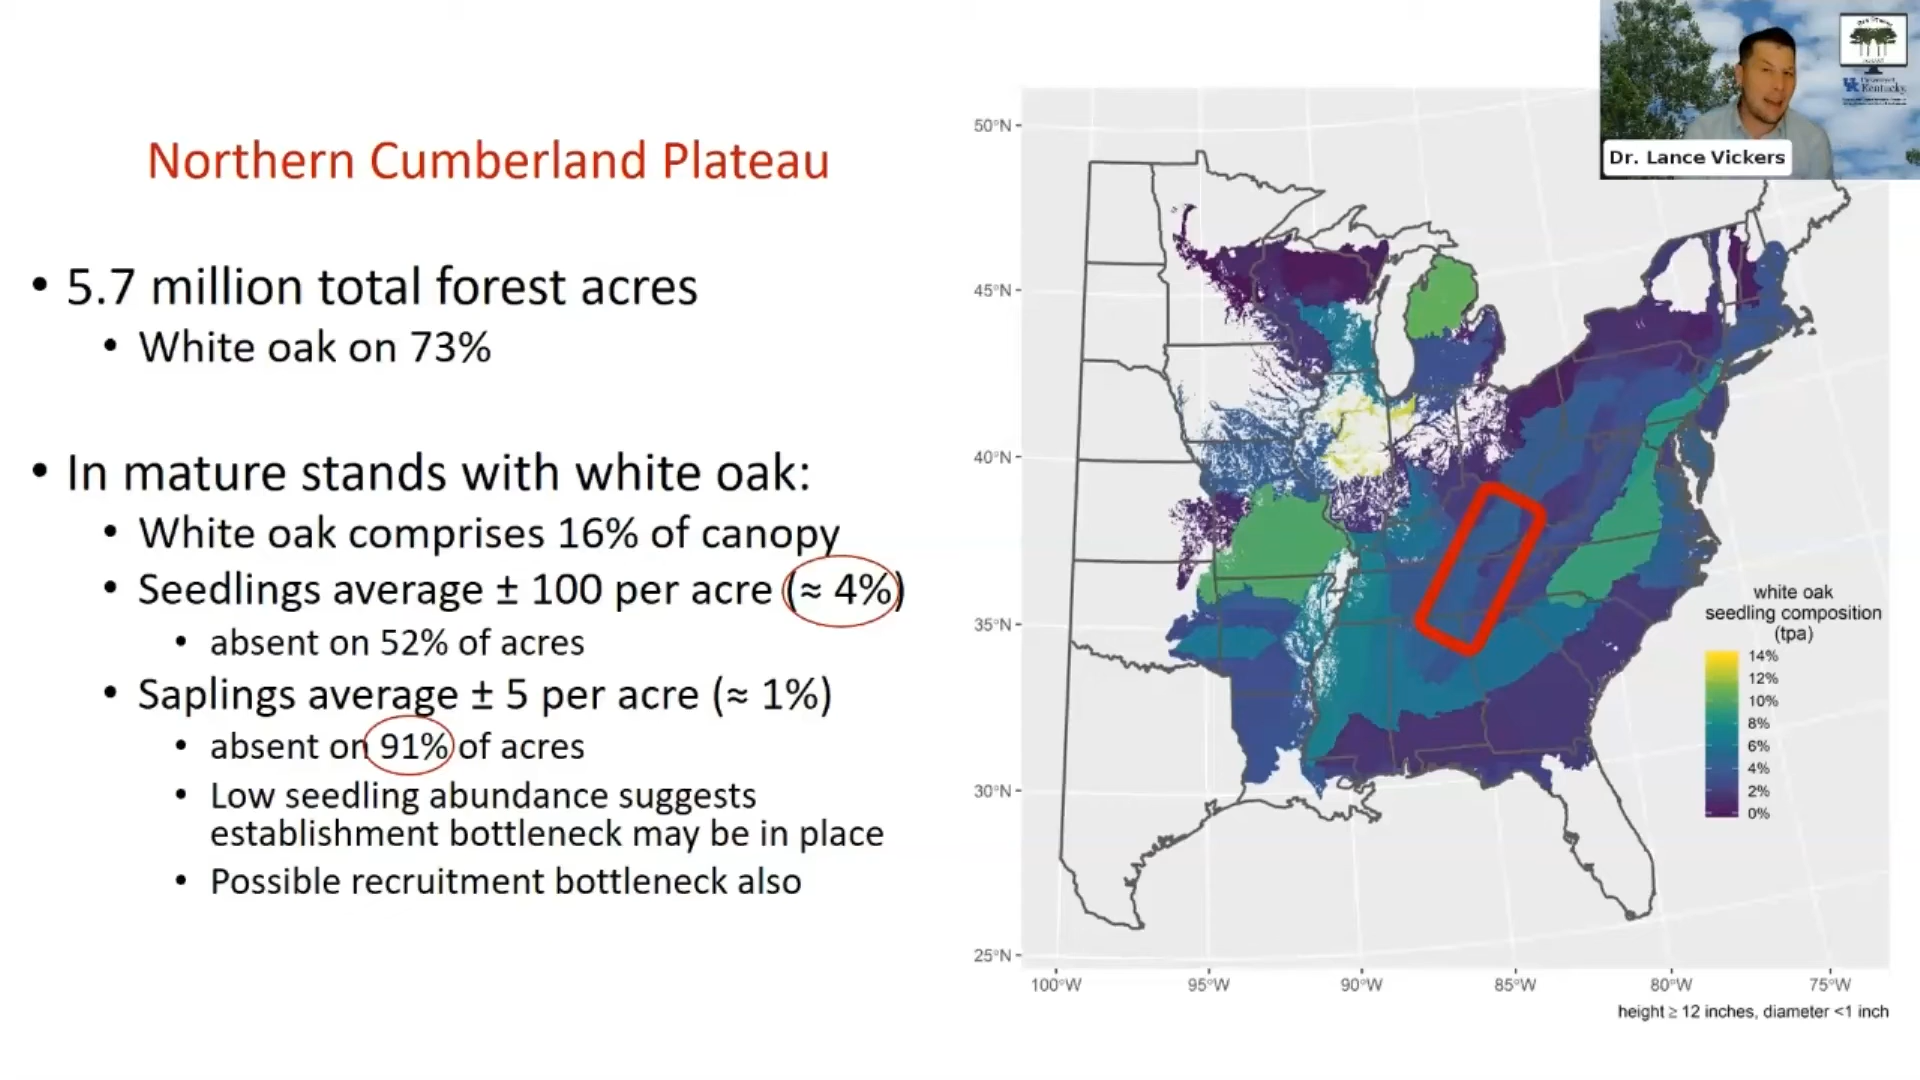 Northern Cumberland Plateau
• 5.7 million total forest acres
• White oak on 73%
• In mature stands with white oak:
• White oak comprises 16% of canopy
• Seedlings average ± 100 per acre (≈ 4%)
• absent on 52% of acres
• Saplings average ± 5 per acre (≈ 1%)
• absent on 91% of acres
• Low seedling abundance suggests
establishment bottleneck may be in place
• Possible recruitment bottleneck also
Dr. Lance Vickers
Kentucky
50°N
45°N
40°N
35°N
30°N
25°N
100°W
95°W
90°W
85°W
80°W
75°W
white oak
seedling composition
(tpa)
14%
12%
10%
8%
6%
4%
2%
0%
height ≥ 12 inches, diameter <1 inch